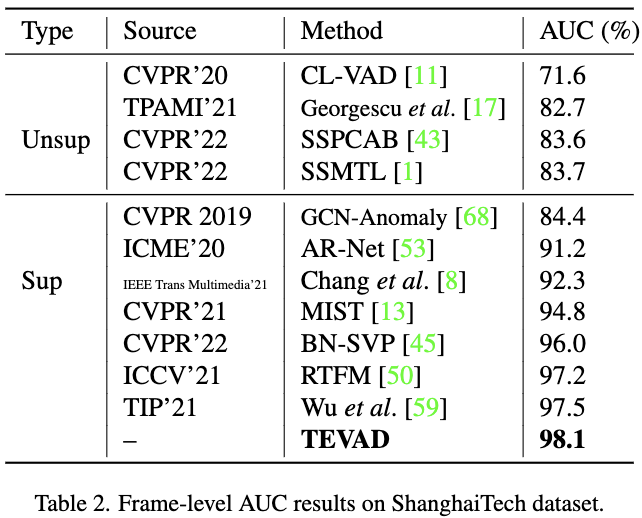 Type Source Method AUC (%)
CVPR’20 CL-VAD [11] 71.6
TPAMI’21 Georgescu et al. [17] 82.7
Unsup CVPR’22 SSPCAB [43] 83.6
CVPR’22 SSMTL [1] 83.7
CVPR 2019 GCN-Anomaly [68] 84.4
ICME’20 AR-Net [53] 91.2
Sup IEEE Trans Multimedia’21 Chang et al. [8] 92.3
CVPR’21 MIST [13] 94.8
CVPR’22 BN-SVP [45] 96.0
ICCV’21 RTFM [50] 97.2
TIP’21 Wu et al. [59] 97.5
– TEVAD 98.1
Table 2. Frame-level AUC results on ShanghaiTech dataset.